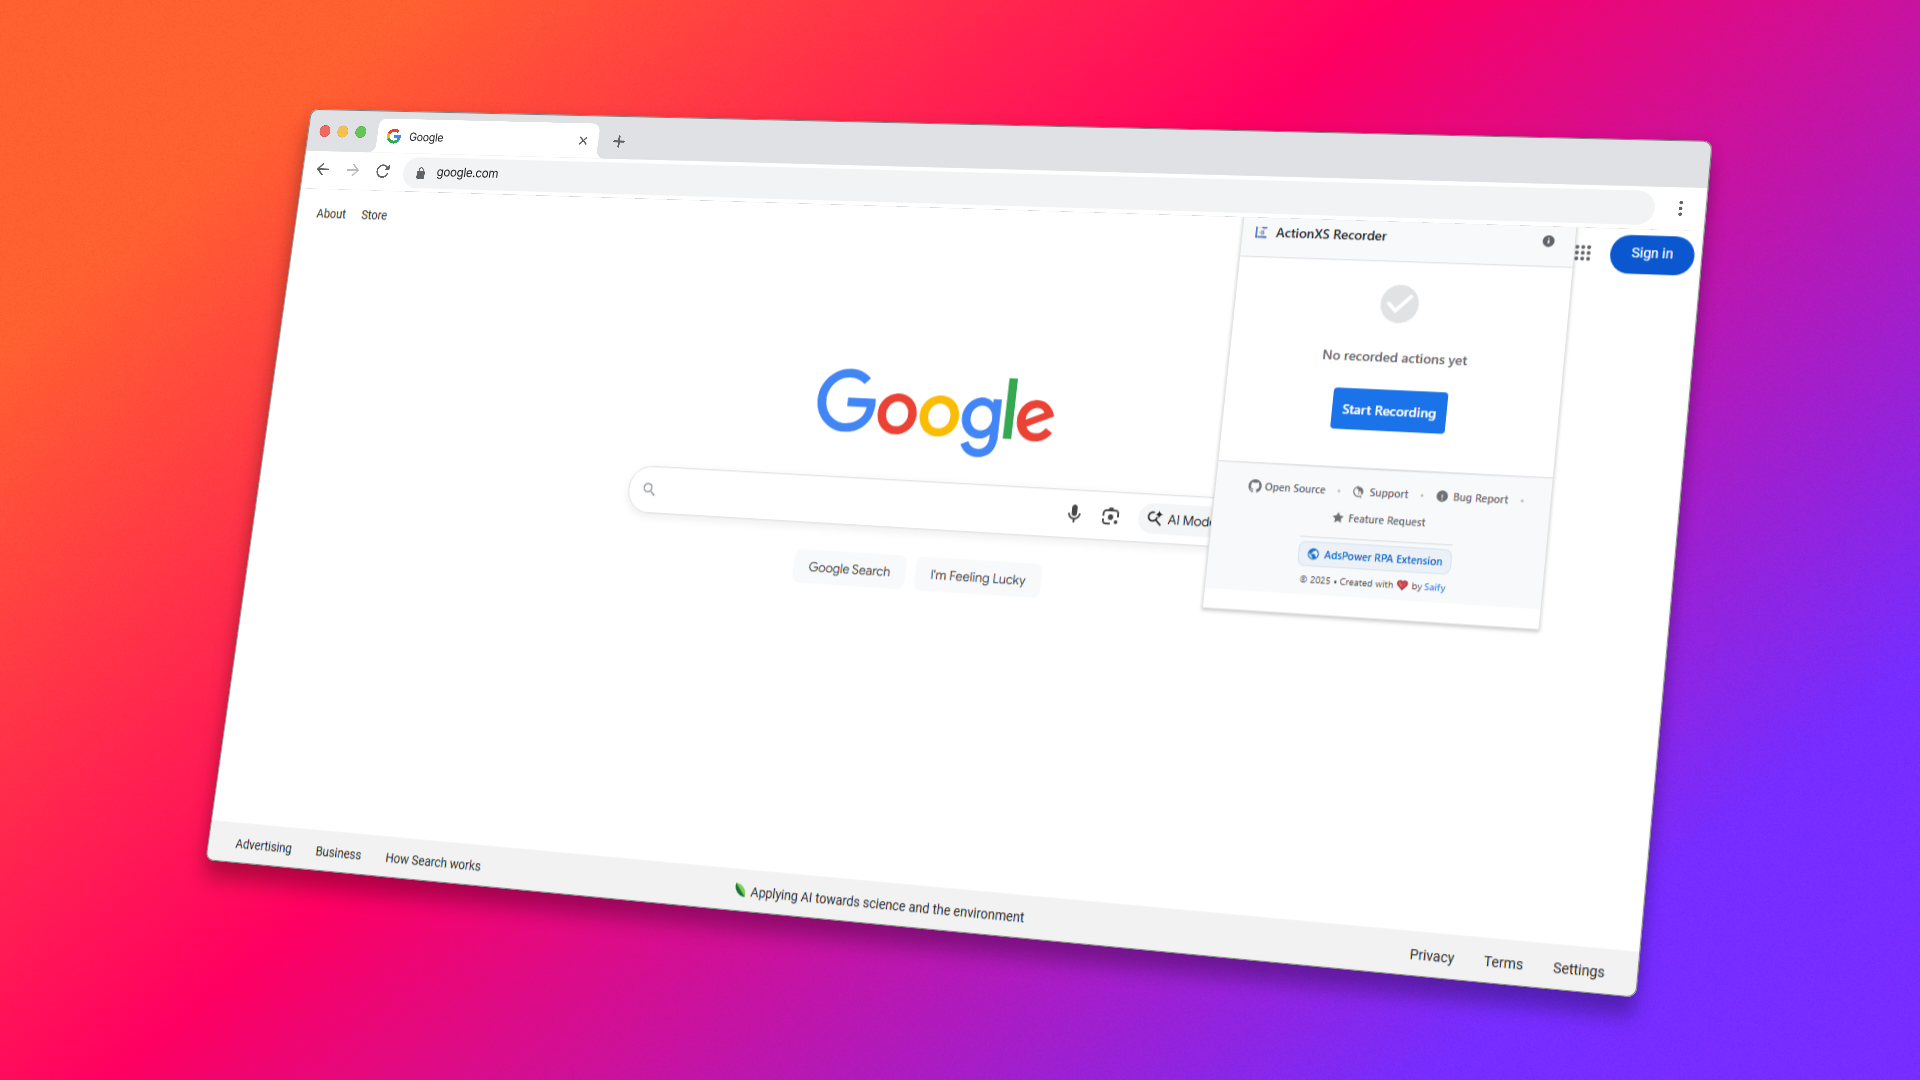 Google
google.com
About Store
ActionXS Recorder
Sign in
No recorded actions yet
Start Recording
Google
AI Mode
Google Search I'm Feeling Lucky
Open Source • Support • Bug Report •
Feature Request
AdsPower RPA Extension
© 2025 • Created with ❤️ by Saify
Advertising Business How Search works
Applying AI towards science and the environment
Privacy Terms Settings